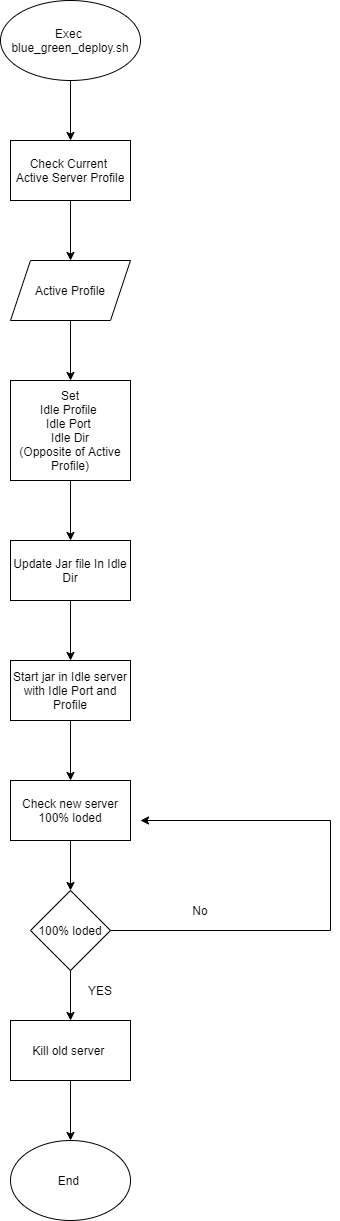 Exec
blue_green_deploy.sh
Check Current
Active Server Profile
Active Profile
Set
Idle Profile
Idle Port
Idle Dir
(Opposite of Active
Profile)
Update Jar file In Idle
Dir
Start jar in Idle server
with Idle Port and
Profile
Check new server
100% loded
100% loded
No
YES
Kill old server
End